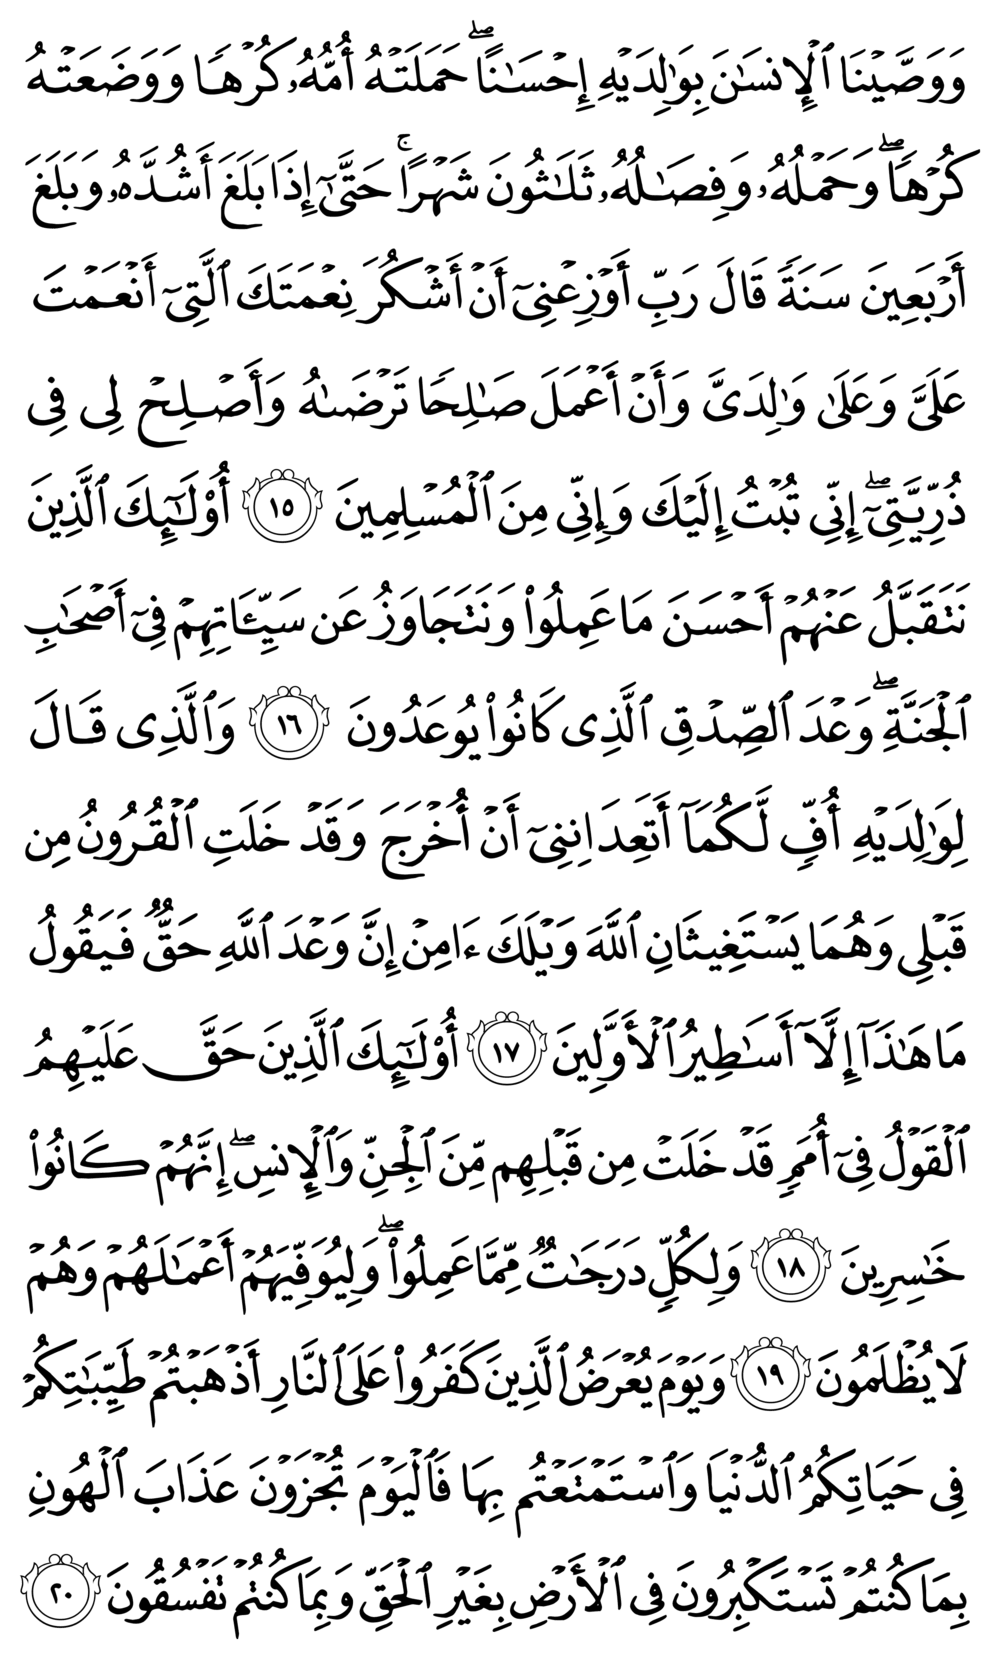 وَوَصَّيْنَا ٱلْإِنسَٰنَ بِوَٰلِدَيْهِ إِحْسَٰنًا ۖ حَمَلَتْهُ أُمُّهُۥ كُرْهًا وَوَضَعَتْهُ
كُرْهًا ۖ وَحَمْلُهُۥ وَفِصَٰلُهُۥ ثَلَٰثُونَ شَهْرًا ۚ حَتَّىٰٓ إِذَا بَلَغَ أَشُدَّهُۥ وَبَلَغَ
أَرْبَعِينَ سَنَةً قَالَ رَبِّ أَوْزِعْنِىٓ أَنْ أَشْكُرَ نِعْمَتَكَ ٱلَّتِىٓ أَنْعَمْتَ
عَلَىَّ وَعَلَىٰ وَٰلِدَىَّ وَأَنْ أَعْمَلَ صَٰلِحًا تَرْضَىٰهُ وَأَصْلِحْ لِى فِى
ذُرِّيَّتِىٓ ۖ إِنِّى تُبْتُ إِلَيْكَ وَإِنِّى مِنَ ٱلْمُسْلِمِينَ ١٥ أُو۟لَٰٓئِكَ ٱلَّذِينَ
نَتَقَبَّلُ عَنْهُمْ أَحْسَنَ مَا عَمِلُوا۟ وَنَتَجَاوَزُ عَن سَيِّـَٔاتِهِمْ فِىٓ أَصْحَٰبِ
ٱلْجَنَّةِ ۖ وَعْدَ ٱلصِّدْقِ ٱلَّذِى كَانُوا۟ يُوعَدُونَ ١٦ وَٱلَّذِى قَالَ
لِوَٰلِدَيْهِ أُفٍّ لَّكُمَآ أَتَعِدَانِنِىٓ أَنْ أُخْرَجَ وَقَدْ خَلَتِ ٱلْقُرُونُ مِن
قَبْلِى وَهُمَا يَسْتَغِيثَانِ ٱللَّهَ وَيْلَكَ ءَامِنْ إِنَّ وَعْدَ ٱللَّهِ حَقٌّ فَيَقُولُ
مَا هَٰذَآ إِلَّآ أَسَٰطِيرُ ٱلْأَوَّلِينَ ١٧ أُو۟لَٰٓئِكَ ٱلَّذِينَ حَقَّ عَلَيْهِمُ
ٱلْقَوْلُ فِىٓ أُمَمٍ قَدْ خَلَتْ مِن قَبْلِهِم مِّنَ ٱلْجِنِّ وَٱلْإِنسِ ۖ إِنَّهُمْ كَانُوا۟
خَٰسِرِينَ ١٨ وَلِكُلٍّ دَرَجَٰتٌ مِّمَّا عَمِلُوا۟ ۖ وَلِيُوَفِّيَهُمْ أَعْمَٰلَهُمْ وَهُمْ
لَا يُظْلَمُونَ ١٩ وَيَوْمَ يُعْرَضُ ٱلَّذِينَ كَفَرُوا۟ عَلَى ٱلنَّارِ أَذْهَبْتُمْ طَيِّبَٰتِكُمْ
فِى حَيَاتِكُمُ ٱلدُّنْيَا وَٱسْتَمْتَعْتُم بِهَا فَٱلْيَوْمَ تُجْزَوْنَ عَذَابَ ٱلْهُونِ
بِمَا كُنتُمْ تَسْتَكْبِرُونَ فِى ٱلْأَرْضِ بِغَيْرِ ٱلْحَقِّ وَبِمَا كُنتُمْ تَفْسُقُونَ ٢٠